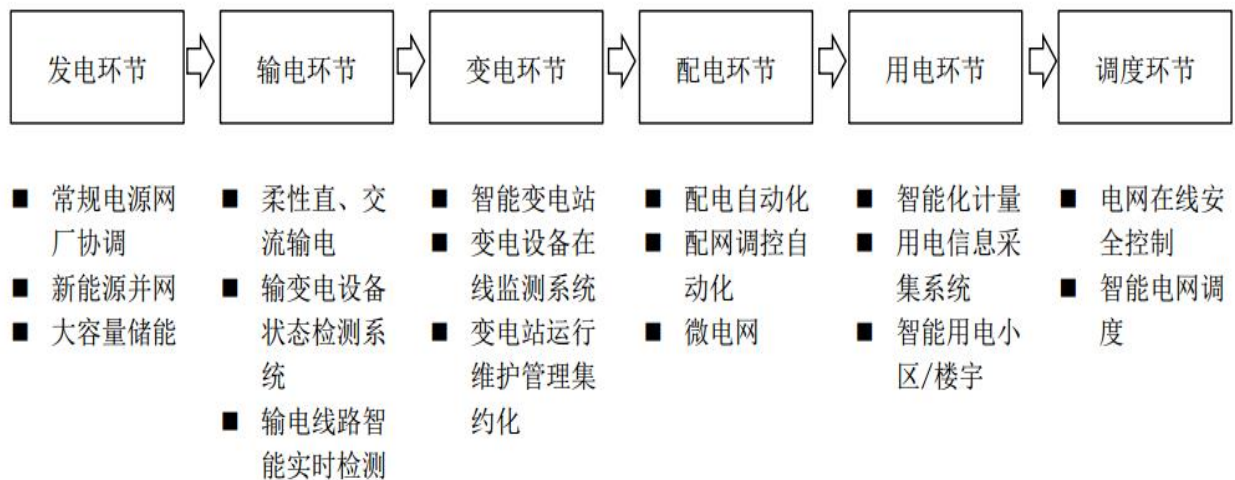 发电环节
输电环节
变电环节
配电环节
用电环节
调度环节
■ 常规电源网
厂协调
■ 新能源并网
■ 大容量储能
■ 柔性直、交
流输电
■ 输变电设备
状态检测系
统
■ 输电线路智
能实时检测
■ 智能变电站
■ 变电设备在
线监测系统
■ 变电站运行
维护管理集
约化
■ 配电自动化
■ 配网调控自
动化
■ 微电网
■ 智能化计量
■ 用电信息采
集系统
■ 智能用电小
区/楼宇
■ 电网在线安
全控制
■ 智能电网调
度